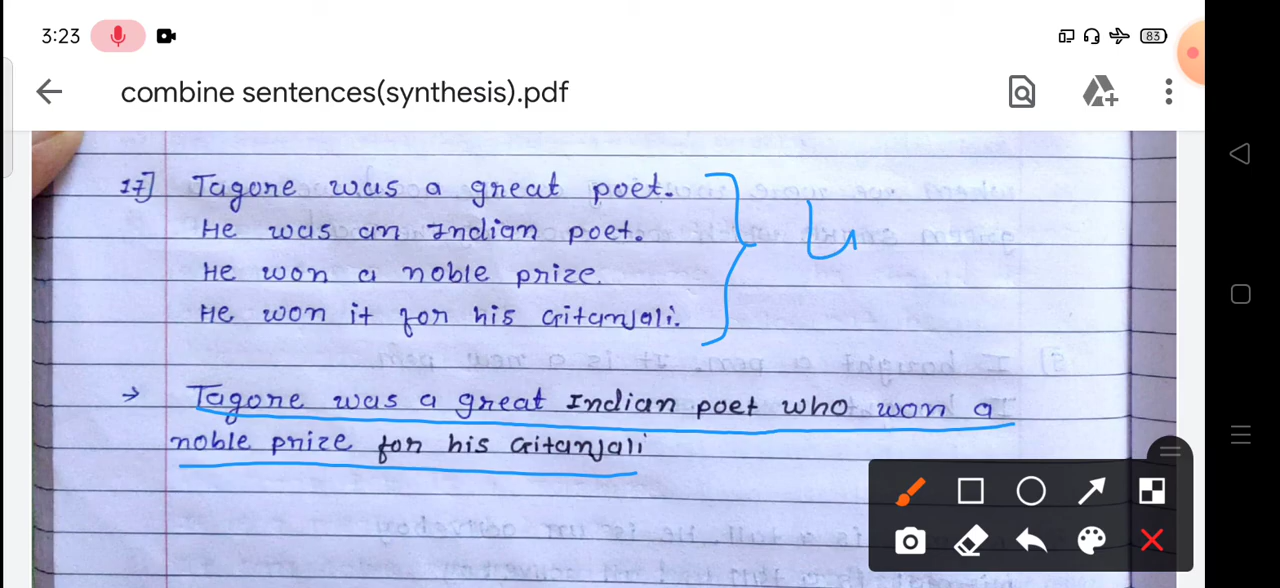 3:23
83
combine sentences(synthesis).pdf
17] Tagore was a great poet.
He was an Indian poet.
He won a noble prize.
He won it for his Gitanjali.
→ Tagore was a great Indian poet who won a
noble prize for his Gitanjali